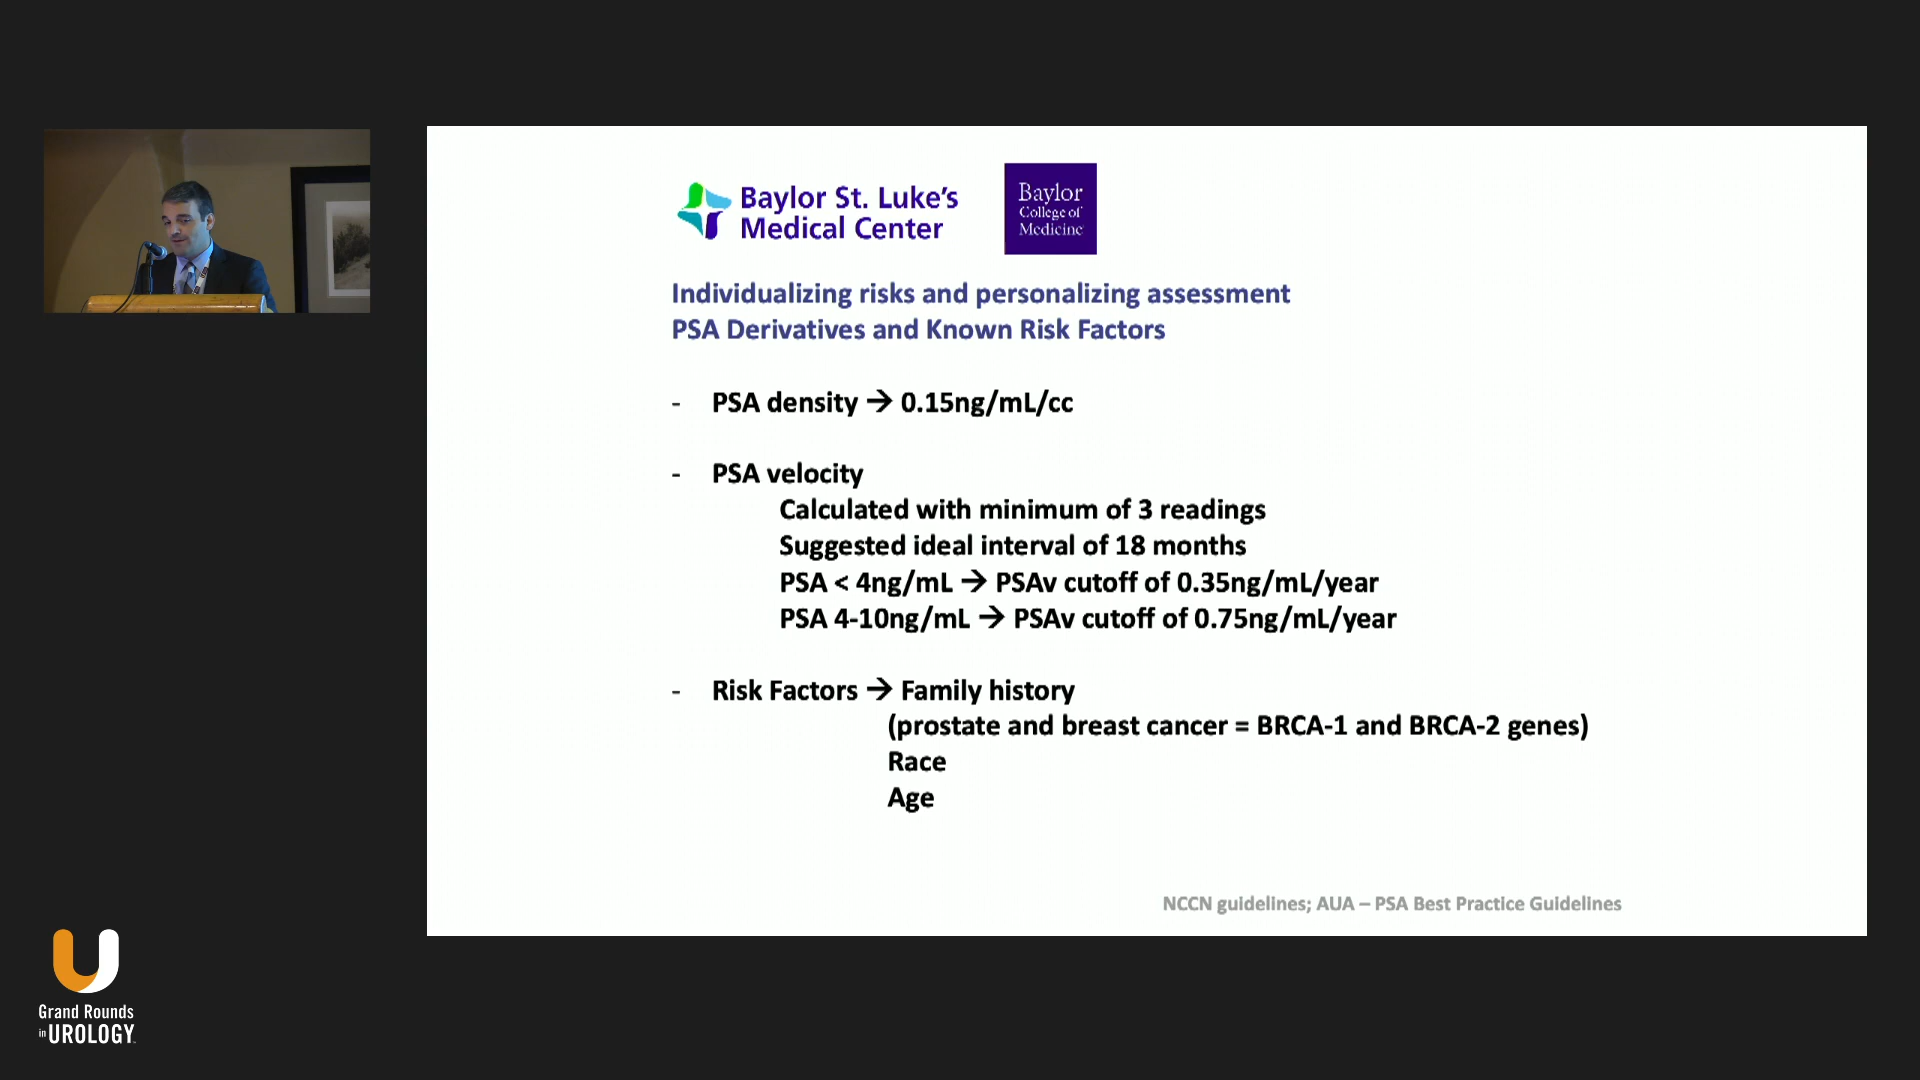 Baylor St. Luke's
Medical Center
Baylor
College of
Medicine
Individualizing risks and personalizing assessment
PSA Derivatives and Known Risk Factors
- PSA density → 0.15ng/mL/cc
- PSA velocity
Calculated with minimum of 3 readings
Suggested ideal interval of 18 months
PSA < 4ng/mL → PSAv cutoff of 0.35ng/mL/year
PSA 4-10ng/mL → PSAv cutoff of 0.75ng/mL/year
- Risk Factors → Family history
(prostate and breast cancer = BRCA-1 and BRCA-2 genes)
Race
Age
NCCN guidelines; AUA – PSA Best Practice Guidelines
Grand Rounds
in UROLOGY